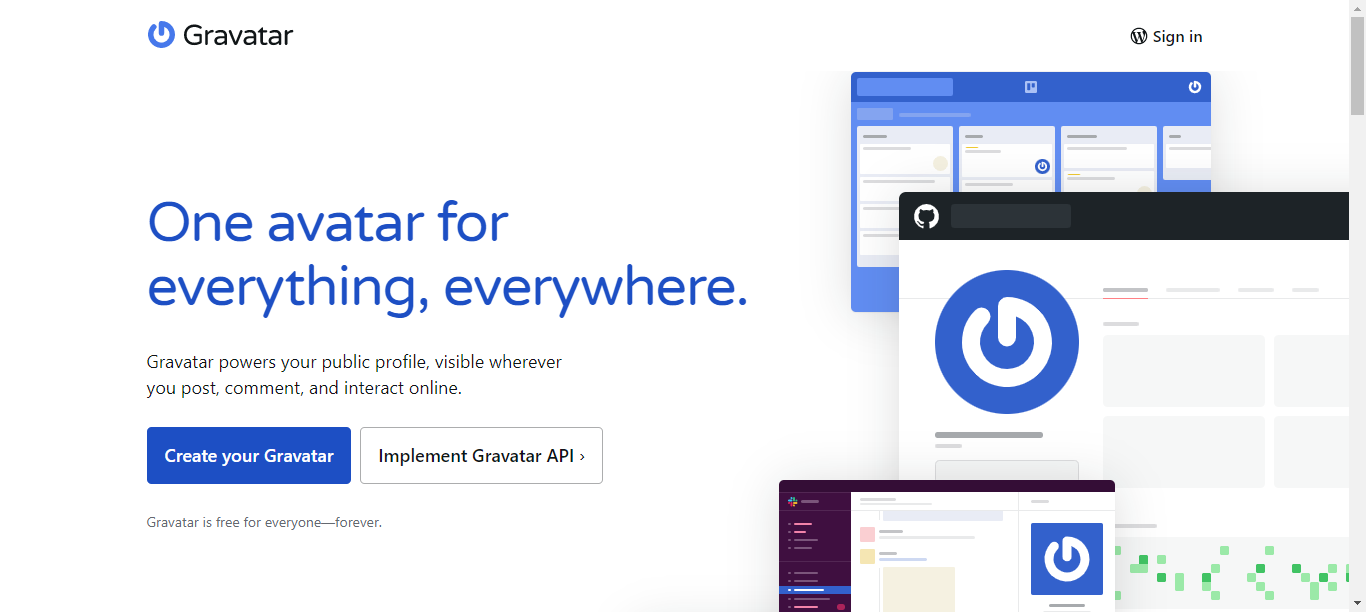 Gravatar
Sign in
One avatar for
everything, everywhere.
Gravatar powers your public profile, visible wherever
you post, comment, and interact online.
Create your Gravatar
Implement Gravatar API ›
Gravatar is free for everyone—forever.